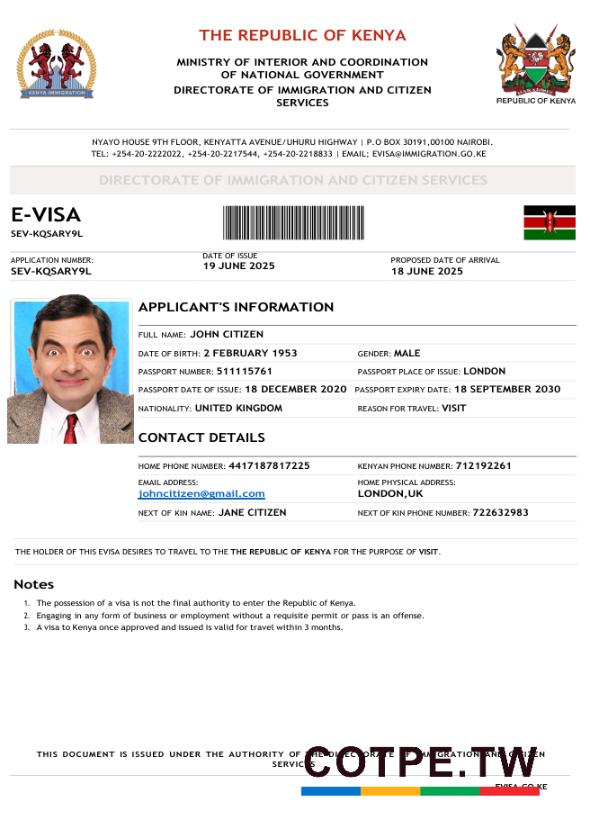 THE REPUBLIC OF KENYA
MINISTRY OF INTERIOR AND COORDINATION
OF NATIONAL GOVERNMENT
DIRECTORATE OF IMMIGRATION AND CITIZEN
SERVICES
KENYA IMMIGRATION
REPUBLIC OF KENYA
NYAYO HOUSE 9TH FLOOR, KENYATTA AVENUE/UHURU HIGHWAY | P.O BOX 30191,00100 NAIROBI.
TEL: +254-20-2222022, +254-20-2217544, +254-20-2218833 | EMAIL; EVISA@IMMIGRATION.GO.KE
DIRECTORATE OF IMMIGRATION AND CITIZEN SERVICES
E-VISA
SEV-KQSARY9L
APPLICATION NUMBER:
SEV-KQSARY9L
DATE OF ISSUE
19 JUNE 2025
PROPOSED DATE OF ARRIVAL
18 JUNE 2025
APPLICANT'S INFORMATION
FULL NAME: JOHN CITIZEN
DATE OF BIRTH: 2 FEBRUARY 1953 GENDER: MALE
PASSPORT NUMBER: 511115761 PASSPORT PLACE OF ISSUE: LONDON
PASSPORT DATE OF ISSUE: 18 DECEMBER 2020 PASSPORT EXPIRY DATE: 18 SEPTEMBER 2030
NATIONALITY: UNITED KINGDOM REASON FOR TRAVEL: VISIT
CONTACT DETAILS
HOME PHONE NUMBER: 4417187817225 KENYAN PHONE NUMBER: 712192261
EMAIL ADDRESS:
johncitizen@gmail.com
HOME PHYSICAL ADDRESS:
LONDON,UK
NEXT OF KIN NAME: JANE CITIZEN NEXT OF KIN PHONE NUMBER: 722632983
THE HOLDER OF THIS EVISA DESIRES TO TRAVEL TO THE THE REPUBLIC OF KENYA FOR THE PURPOSE OF VISIT.
Notes
1. The possession of a visa is not the final authority to enter the Republic of Kenya.
2. Engaging in any form of business or employment without a requisite permit or pass is an offense.
3. A visa to Kenya once approved and issued is valid for travel within 3 months.
THIS DOCUMENT IS ISSUED UNDER THE AUTHORITY OF THE DIRECTORATE OF IMMIGRATION AND CITIZEN
SERVICES
COTPE.TW
EVISA.GO.KE